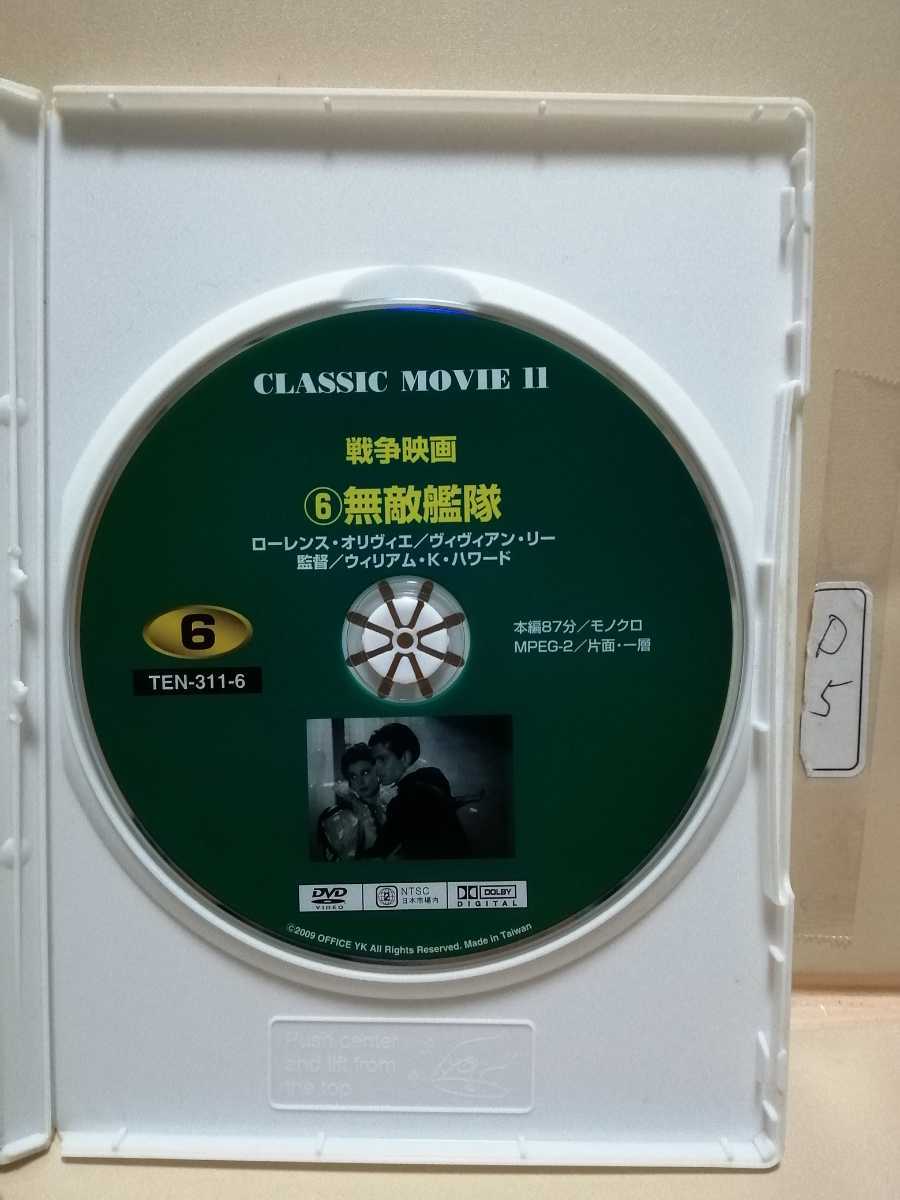 CLASSIC MOVIE 11
戦争映画
⑥無敵艦隊
ローレンス・オリヴィエ／ヴィヴィアン・リー
監督／ウィリアム・K・ハワード
6
TEN-311-6
本編87分／モノクロ
MPEG-2／片面・一層
DVD
VIDEO
2
NTSC
日本市場内
DOLBY
DIGITAL
©2009 OFFICE YK All Rights Reserved. Made in Taiwan
Push center
and lift from
the top
D
5